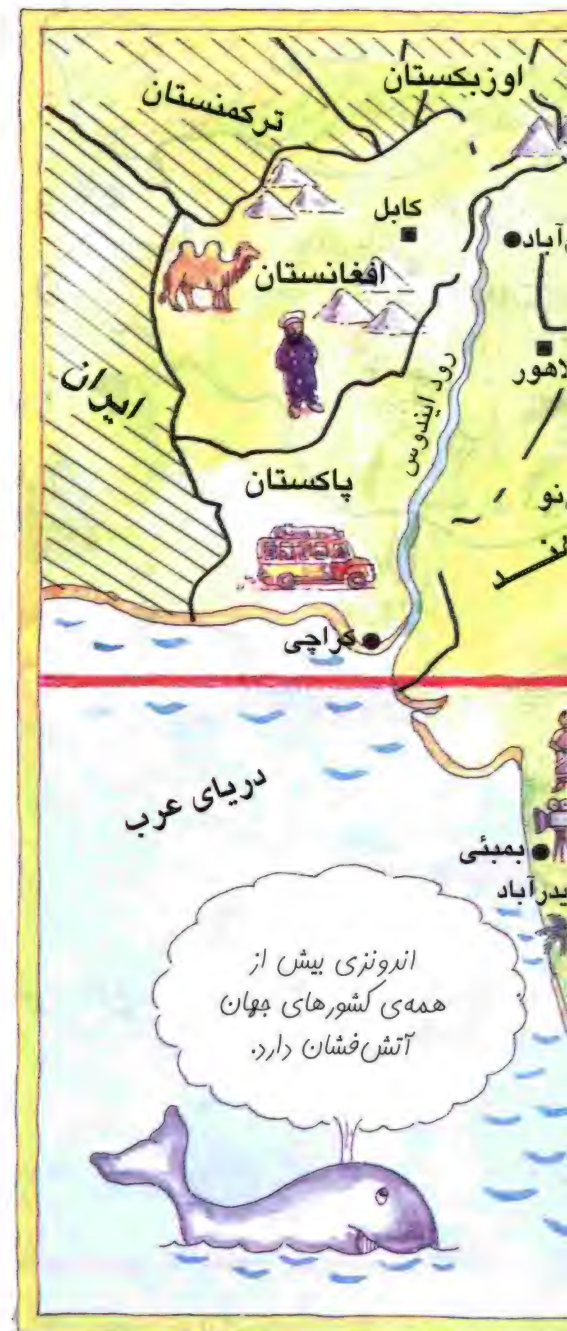 اوزبکستان
ترکمنستان
کابل
افغانستان
ایران
رود ایندوس
پاکستان
کراچی
دریای عرب
بمبئی
اندونزی بیش از
همه‌ی کشورهای جهان
آتش‌فشان دارد.